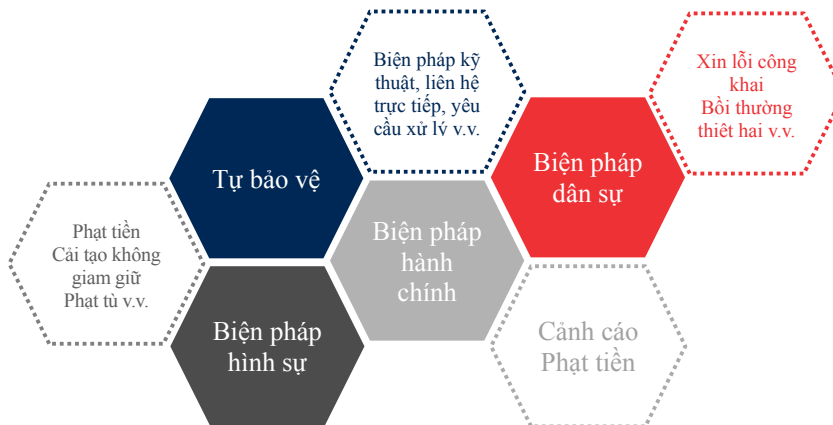 Biện pháp kỹ
thuật, liên hệ
trực tiếp, yêu
cầu xử lý v.v.
Xin lỗi công
khai
Bồi thường
thiêt hai v.v.
Tự bảo vệ
Biện pháp
dân sự
Phạt tiền
Cải tạo không
giam giữ
Phạt tù v.v.
Biện pháp
hành
chính
Biện pháp
hình sự
Cảnh cáo
Phạt tiền